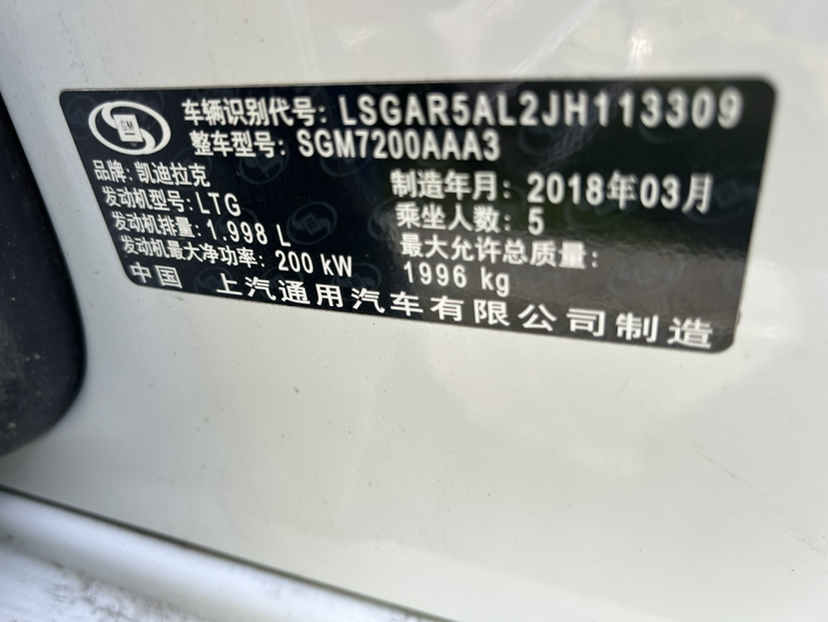 GM
车辆识别代号: LSGAR5AL2JH113309
整车型号: SGM7200AAA3
品牌: 凯迪拉克
制造年月: 2018年03月
发动机型号: LTG
乘坐人数: 5
发动机排量: 1.998 L
最大允许总质量:
发动机最大净功率: 200 kW
1996 kg
中国 上汽通用汽车有限公司制造